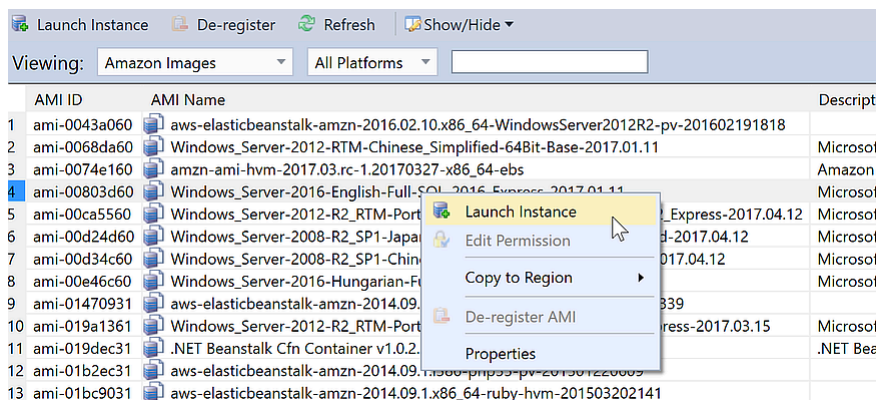 Launch Instance De-register Refresh Show/Hide
Viewing: Amazon Images All Platforms
AMI ID AMI Name Descript
1 ami-0043a060 aws-elasticbeanstalk-amzn-2016.02.10.x86_64-WindowsServer2012R2-pv-201602191818
2 ami-0068da60 Windows_Server-2012-RTM-Chinese_Simplified-64Bit-Base-2017.01.11 Microsof
3 ami-0074e160 amzn-ami-hvm-2017.03.rc-1.20170327-x86_64-ebs Amazon
4 ami-00803d60 Windows_Server-2016-English-Full-SQL_2016_Express-2017.01.11 Microsof
Launch Instance
5 ami-00ca5560 Windows_Server-2012-R2_RTM-Port 2_Express-2017.04.12 Microsof
6 ami-00d24d60 Windows_Server-2008-R2_SP1-Japa d-2017.04.12 Microsof
Edit Permission
7 ami-00d34c60 Windows_Server-2008-R2_SP1-Chin 017.04.12 Microsof
8 ami-00e46c60 Windows_Server-2016-Hungarian-Fu Microsof
Copy to Region
9 ami-01470931 aws-elasticbeanstalk-amzn-2014.09. 339
De-register AMI
10 ami-019a1361 Windows_Server-2012-R2_RTM-Port ress-2017.03.15 Microsof
11 ami-019dec31 .NET Beanstalk Cfn Container v1.0.2. .NET Bea
Properties
12 ami-01b2ec31 aws-elasticbeanstalk-amzn-2014.09.1.i386-php55-pv-201501220609
13 ami-01bc9031 aws-elasticbeanstalk-amzn-2014.09.1.x86_64-ruby-hvm-201503202141